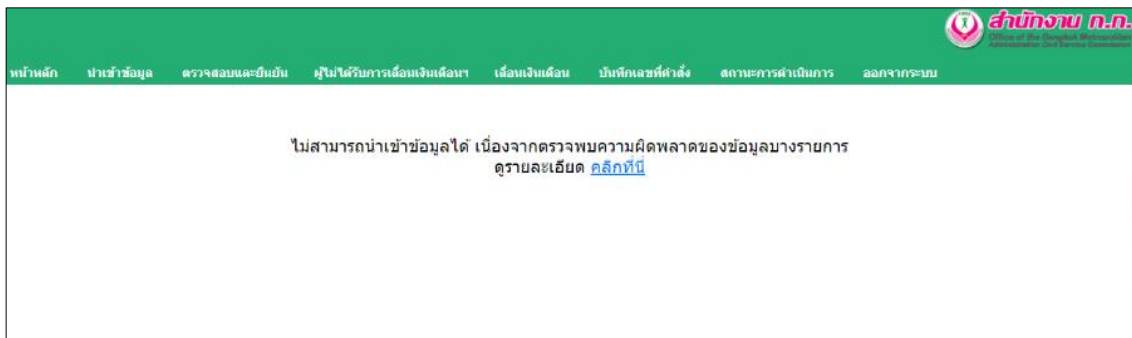 สำนักงาน ก.ก.
Office of the Bangkok Metropolitan
Administration Civil Service Commission
หน้าหลัก นำเข้าข้อมูล ตรวจสอบและยืนยัน ผู้ไม่ได้รับการเลื่อนเงินเดือนฯ เลื่อนเงินเดือน บันทึกเลขที่คำสั่ง สถานะการดำเนินการ ออกจากระบบ
ไม่สามารถนำเข้าข้อมูลได้ เนื่องจากตรวจพบความผิดพลาดของข้อมูลบางรายการ
ดูรายละเอียด คลิกที่นี่